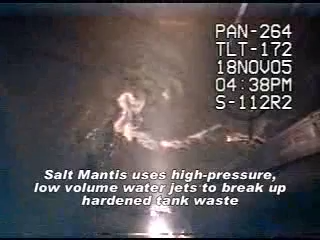 PAN-264
TLT-172
18NOV05
04:38PM
S-112R2
Salt Mantis uses high-pressure,
low volume water jets to break up
hardened tank waste